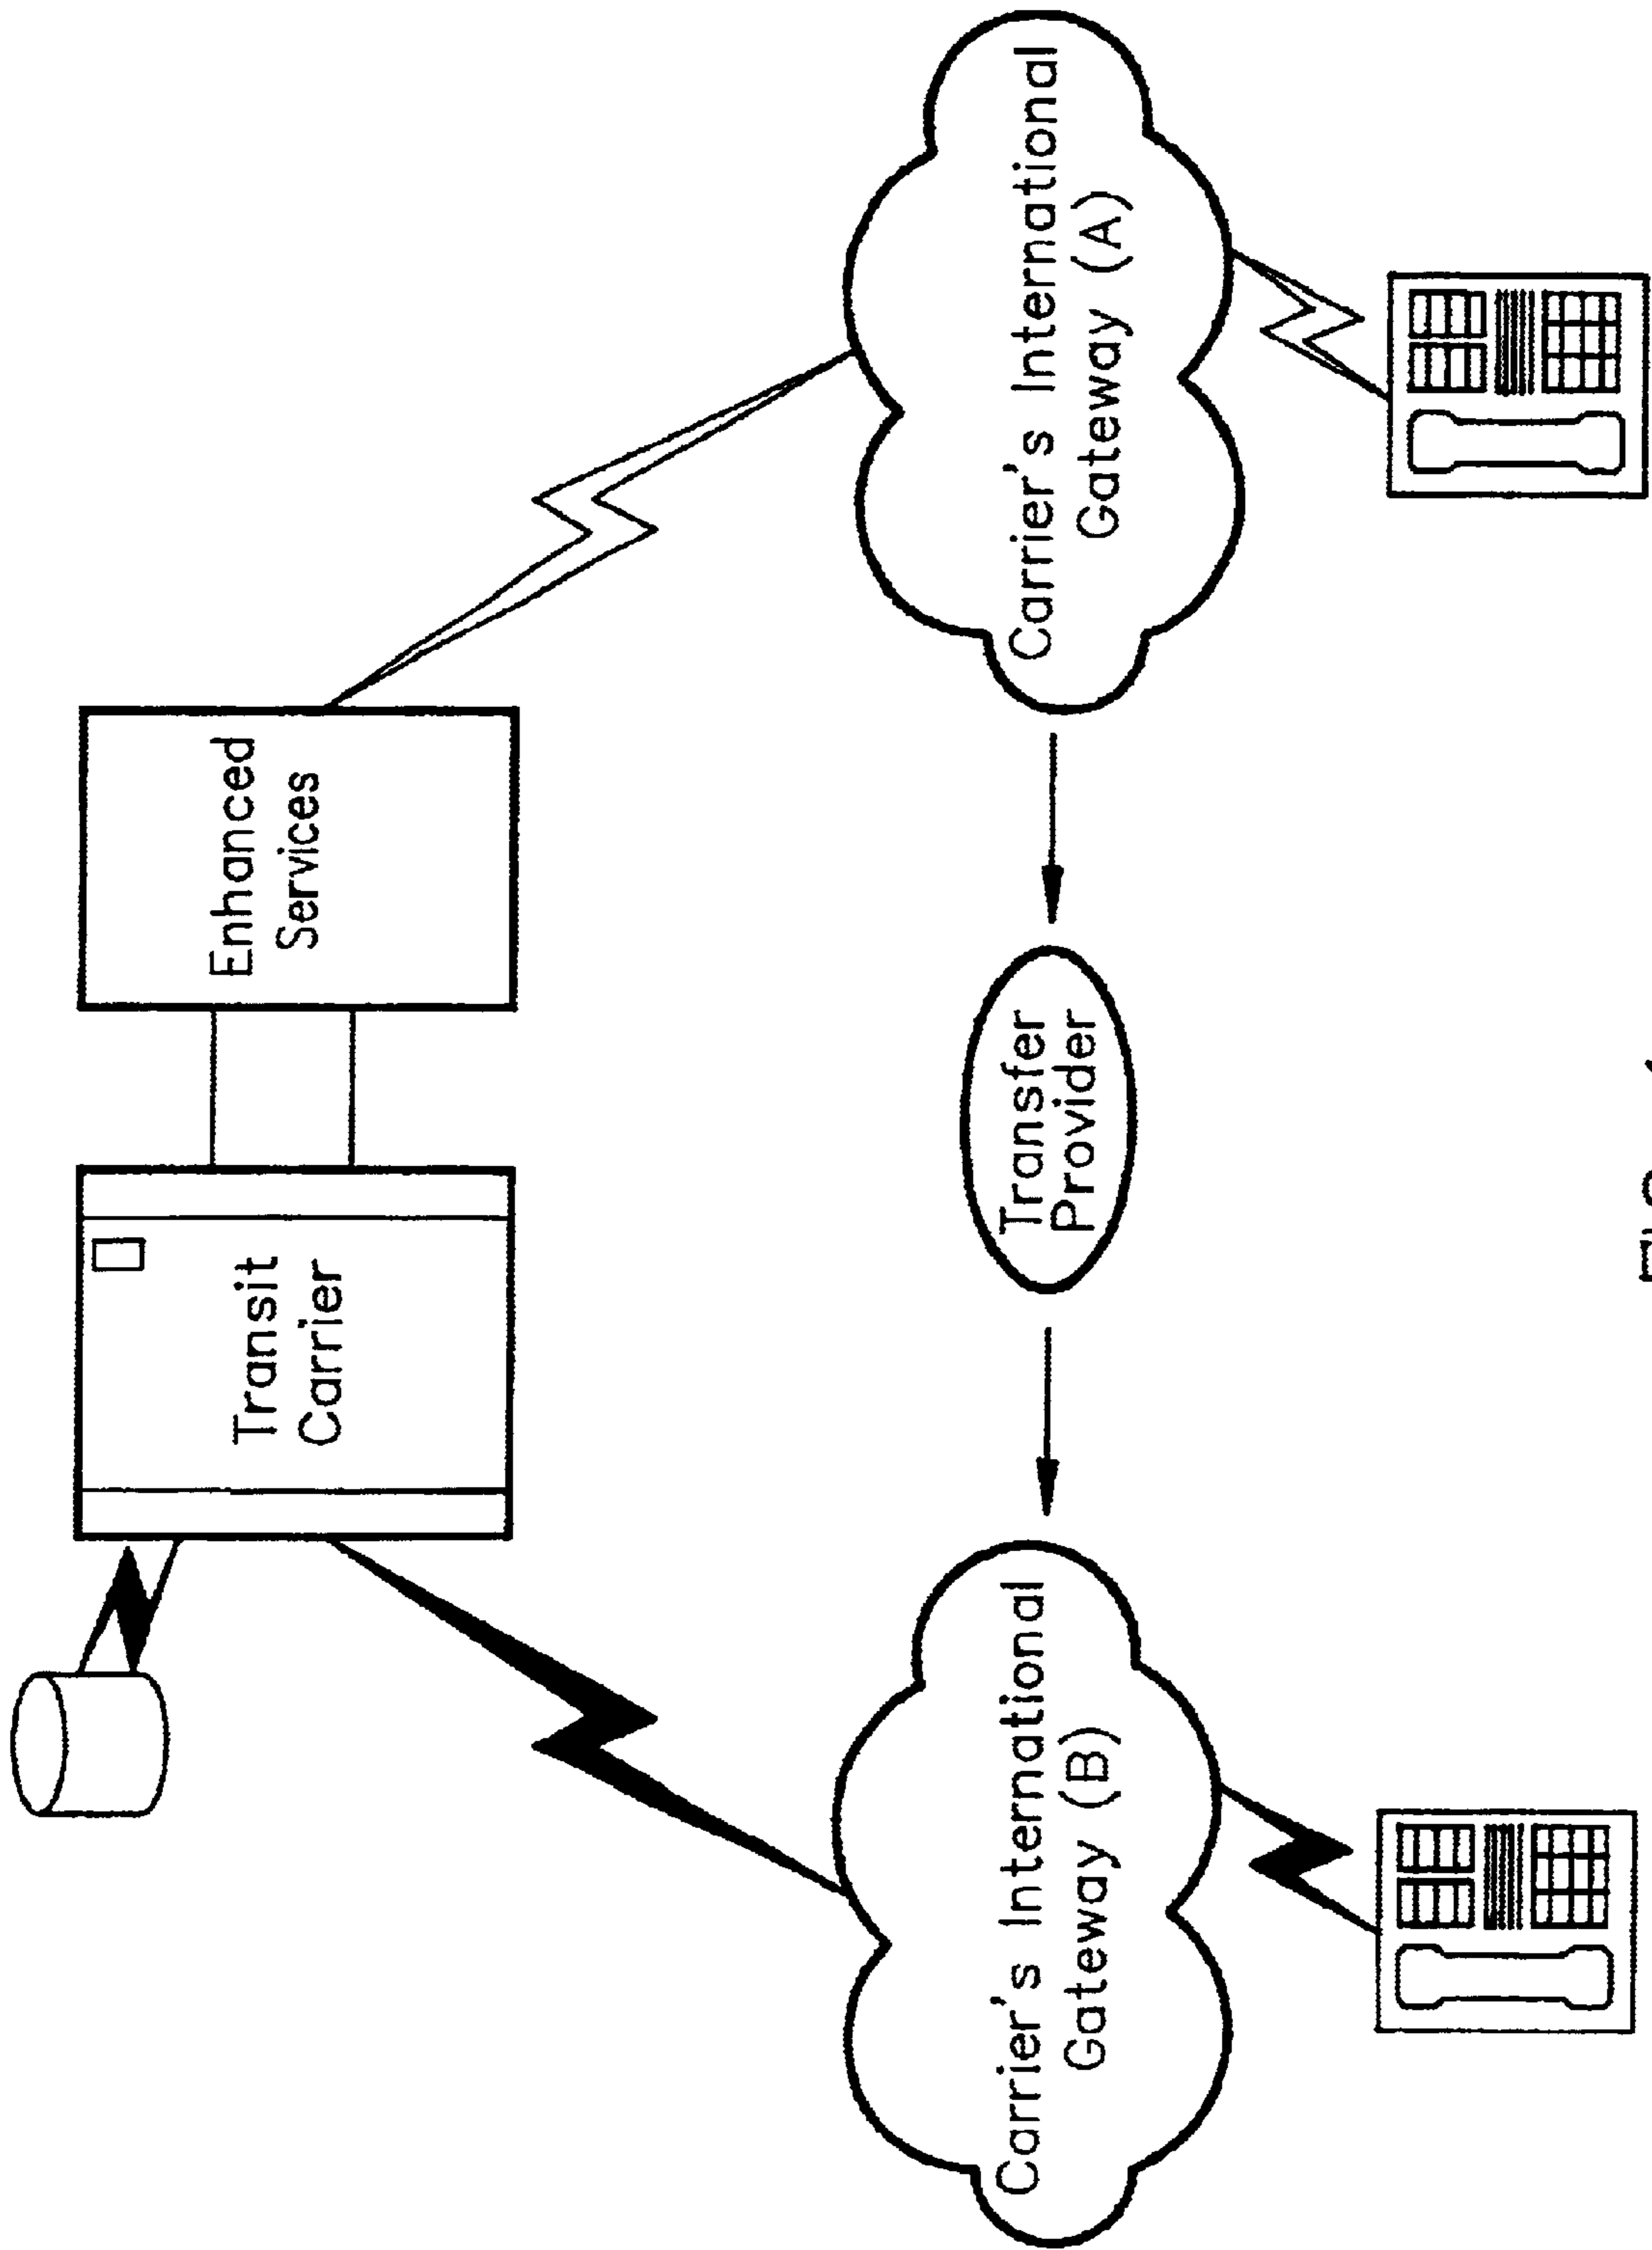 Transit
Carrier
Enhanced
Services
Carrier's International
Gateway (B)
Transfer
Provider
Carrier's International
Gateway (A)